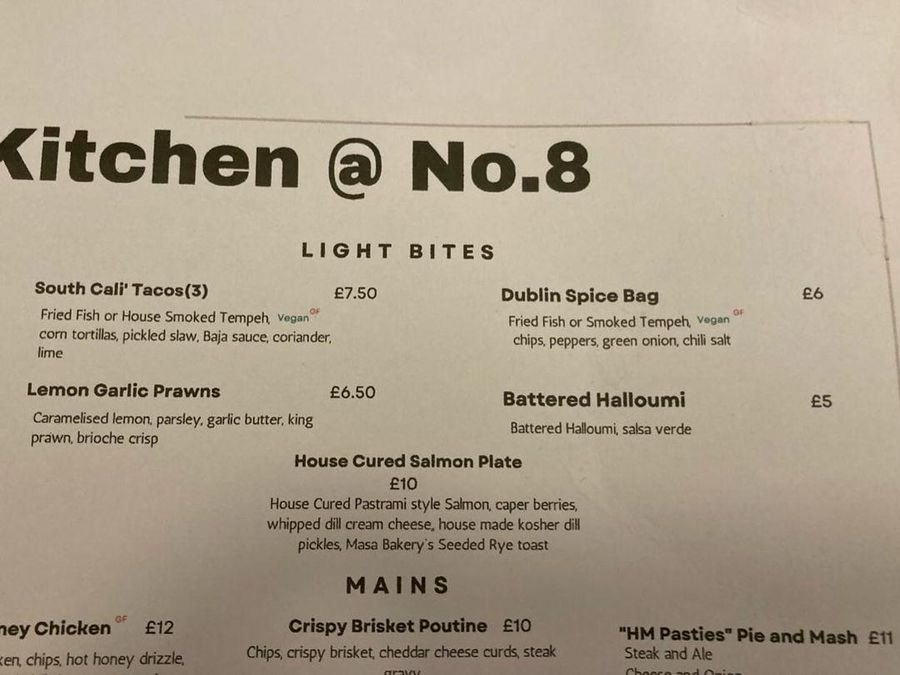 Kitchen @ No.8
LIGHT BITES
South Cali' Tacos(3) £7.50
Fried Fish or House Smoked Tempeh, Vegan GF
corn tortillas, pickled slaw, Baja sauce, coriander,
lime
Dublin Spice Bag £6
Fried Fish or Smoked Tempeh, Vegan GF
chips, peppers, green onion, chili salt
Lemon Garlic Prawns £6.50
Caramelised lemon, parsley, garlic butter, king
prawn, brioche crisp
Battered Halloumi £5
Battered Halloumi, salsa verde
House Cured Salmon Plate
£10
House Cured Pastrami style Salmon, caper berries,
whipped dill cream cheese, house made kosher dill
pickles, Masa Bakery's Seeded Rye toast
MAINS
Chicken GF £12
chips, hot honey drizzle,
Crispy Brisket Poutine £10
Chips, crispy brisket, cheddar cheese curds, steak
gravy
"HM Pasties" Pie and Mash £11
Steak and Ale
Cheese and Onion